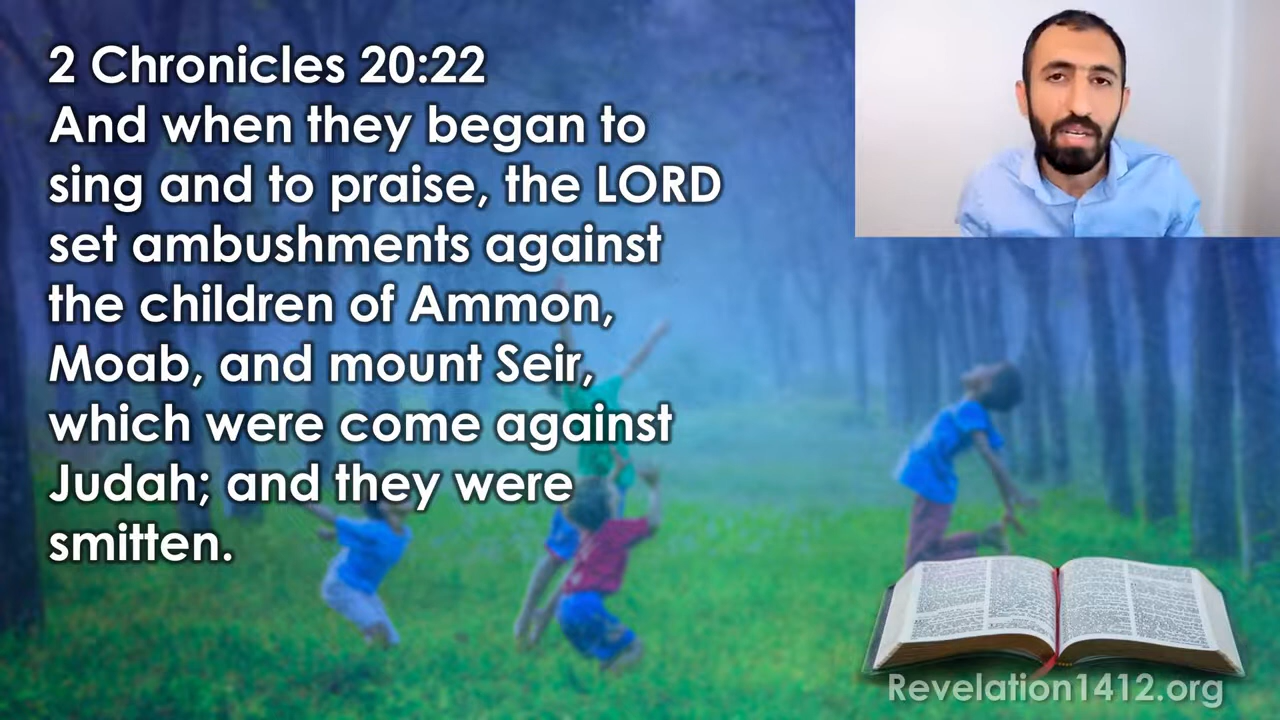 2 Chronicles 20:22
And when they began to
sing and to praise, the LORD
set ambushments against
the children of Ammon,
Moab, and mount Seir,
which were come against
Judah; and they were
smitten.
Revelation1412.org